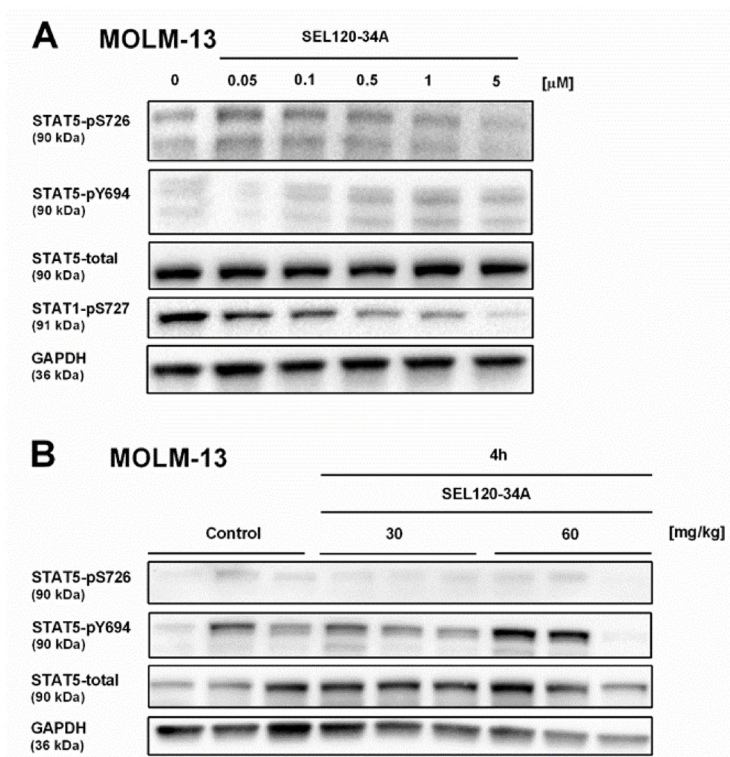 A MOLM-13 SEL120-34A
0 0.05 0.1 0.5 1 5 [μM]
STAT5-pS726
(90 kDa)
STAT5-pY694
(90 kDa)
STAT5-total
(90 kDa)
STAT1-pS727
(91 kDa)
GAPDH
(36 kDa)
B MOLM-13 4h
SEL120-34A
Control 30 60 [mg/kg]
STAT5-pS726
(90 kDa)
STAT5-pY694
(90 kDa)
STAT5-total
(90 kDa)
GAPDH
(36 kDa)